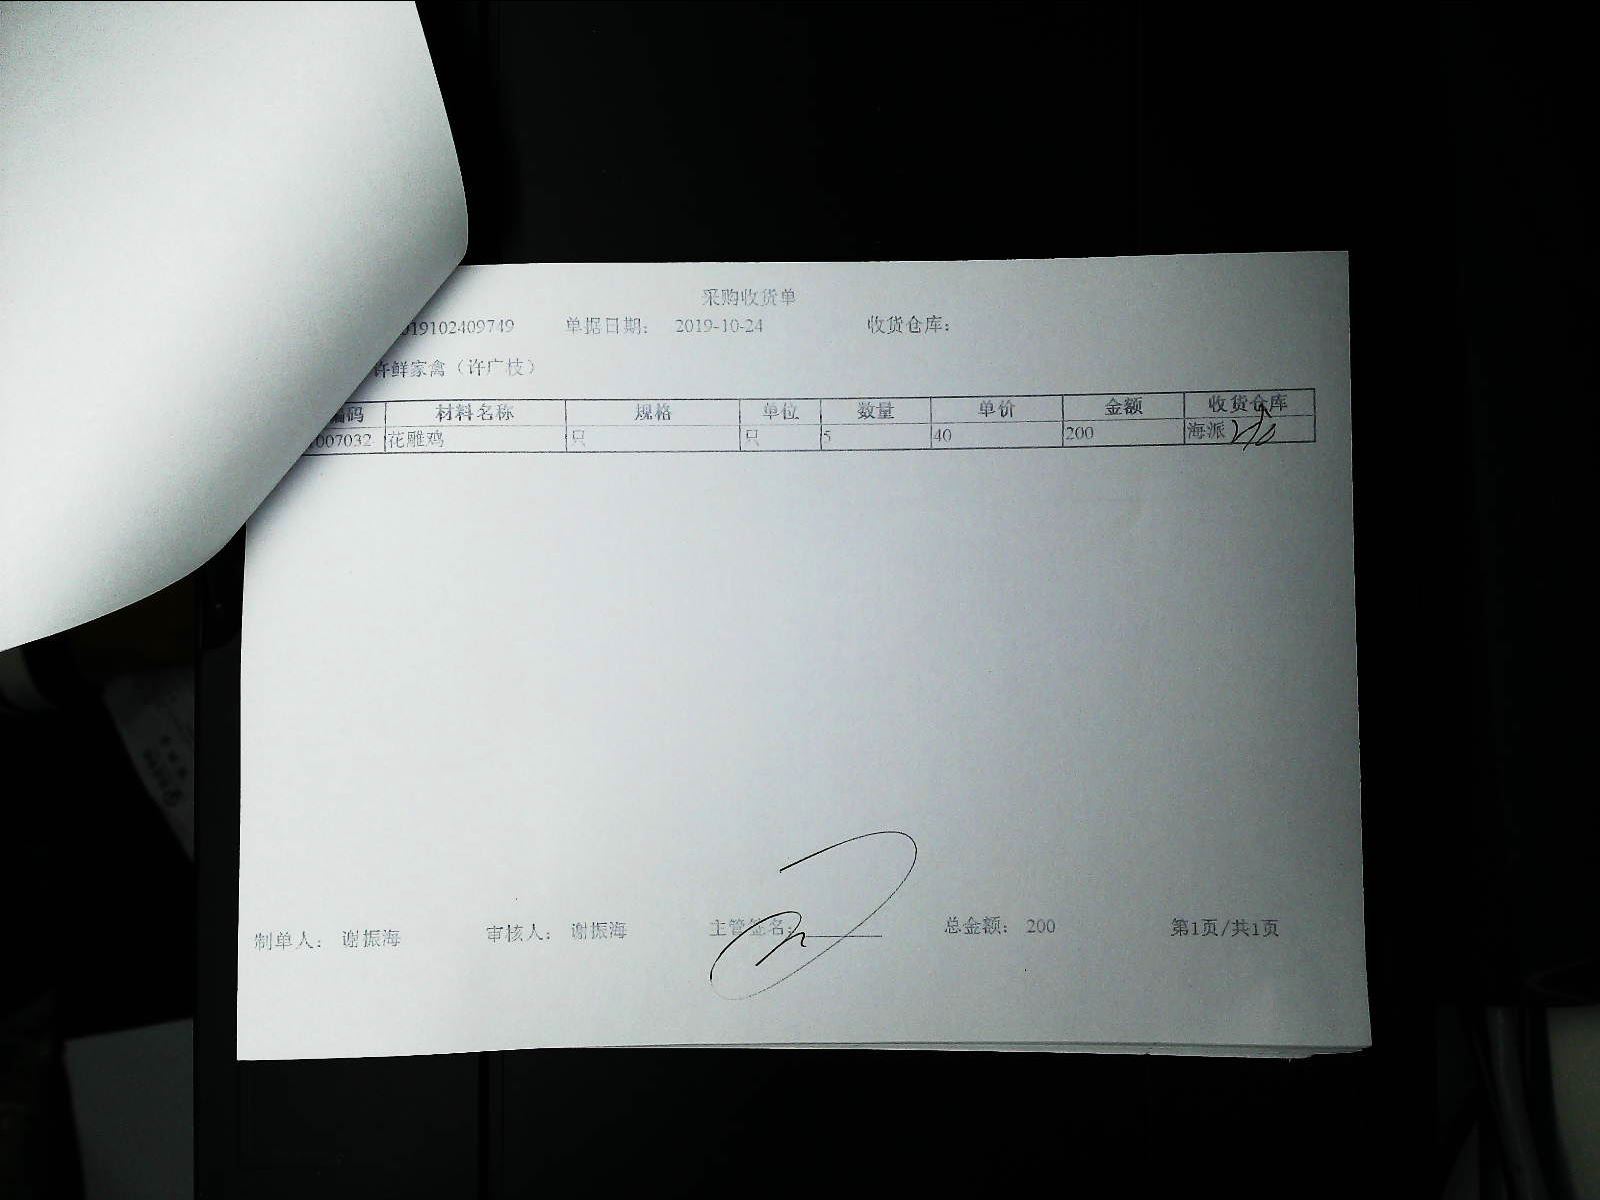 采购收货单
019102409749 单据日期： 2019-10-24 收货仓库：
许鲜家禽（许广枝）
编码 材料名称 规格 单位 数量 单价 金额 收货仓库
007032 花雕鸡 只 只 5 40 200 海派
制单人： 谢振海 审核人： 谢振海 主管签名： 总金额： 200 第1页/共1页